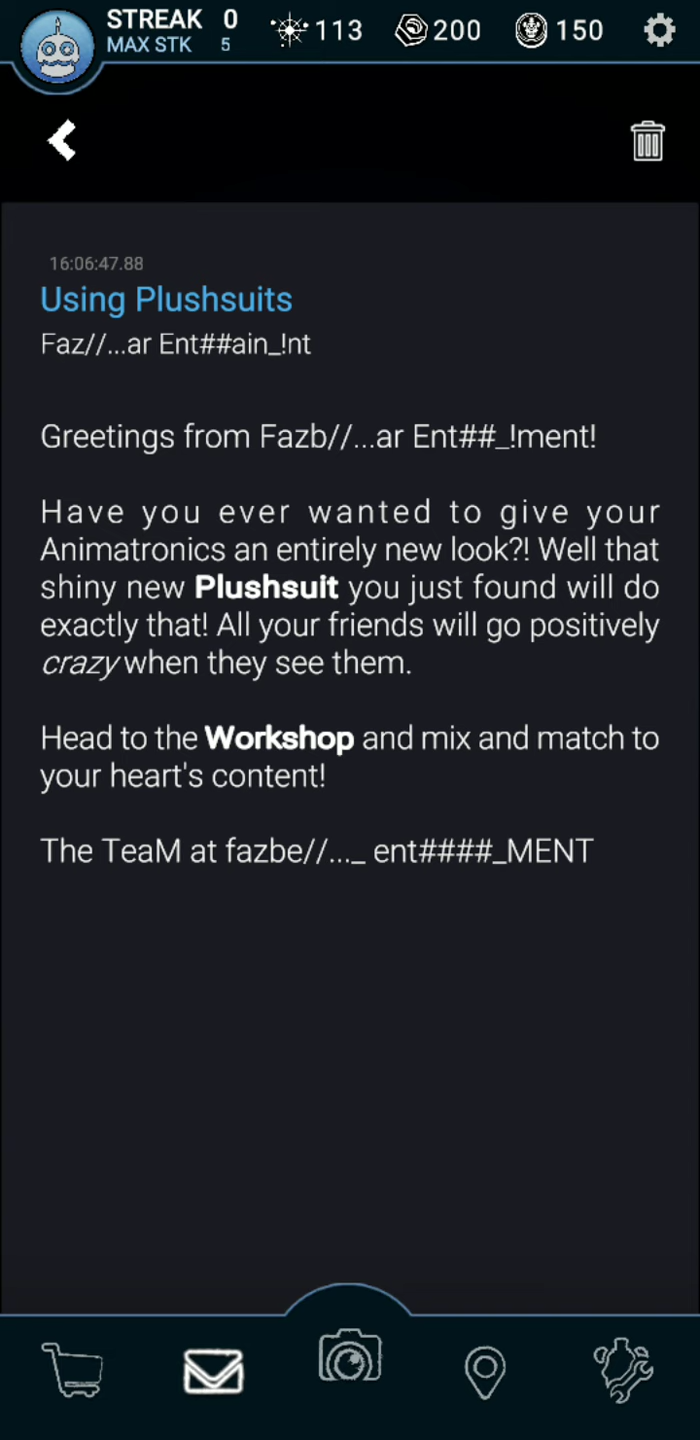 STREAK 0 113 200 150
MAX STK 5
16:06:47.88
Using Plushsuits
Faz//...ar Ent##ain_!nt
Greetings from Fazb//...ar Ent##_!ment!
Have you ever wanted to give your
Animatronics an entirely new look?! Well that
shiny new Plushsuit you just found will do
exactly that! All your friends will go positively
crazy when they see them.
Head to the Workshop and mix and match to
your heart's content!
The TeaM at fazbe//..._ ent####_MENT